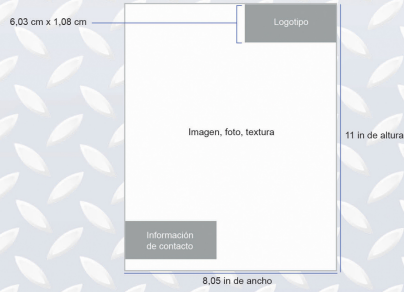 6,03 cm x 1,08 cm
Logotipo
Imagen, foto, textura
11 in de altura
Información
de contacto
8,05 in de ancho